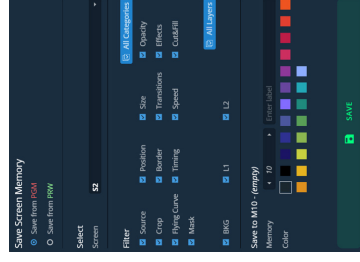 Save Screen Memory
Save from PGM
Save from PRW
Select
Screen S2
Filter All Categories
Source Position Size Opacity
Crop Border Transitions Effects
Flying Curve Timing Speed Cut&Fill
Mask
All Layers
BKG L1 L2
Save to M10 - (empty)
Memory 10 Enter label
Color
SAVE